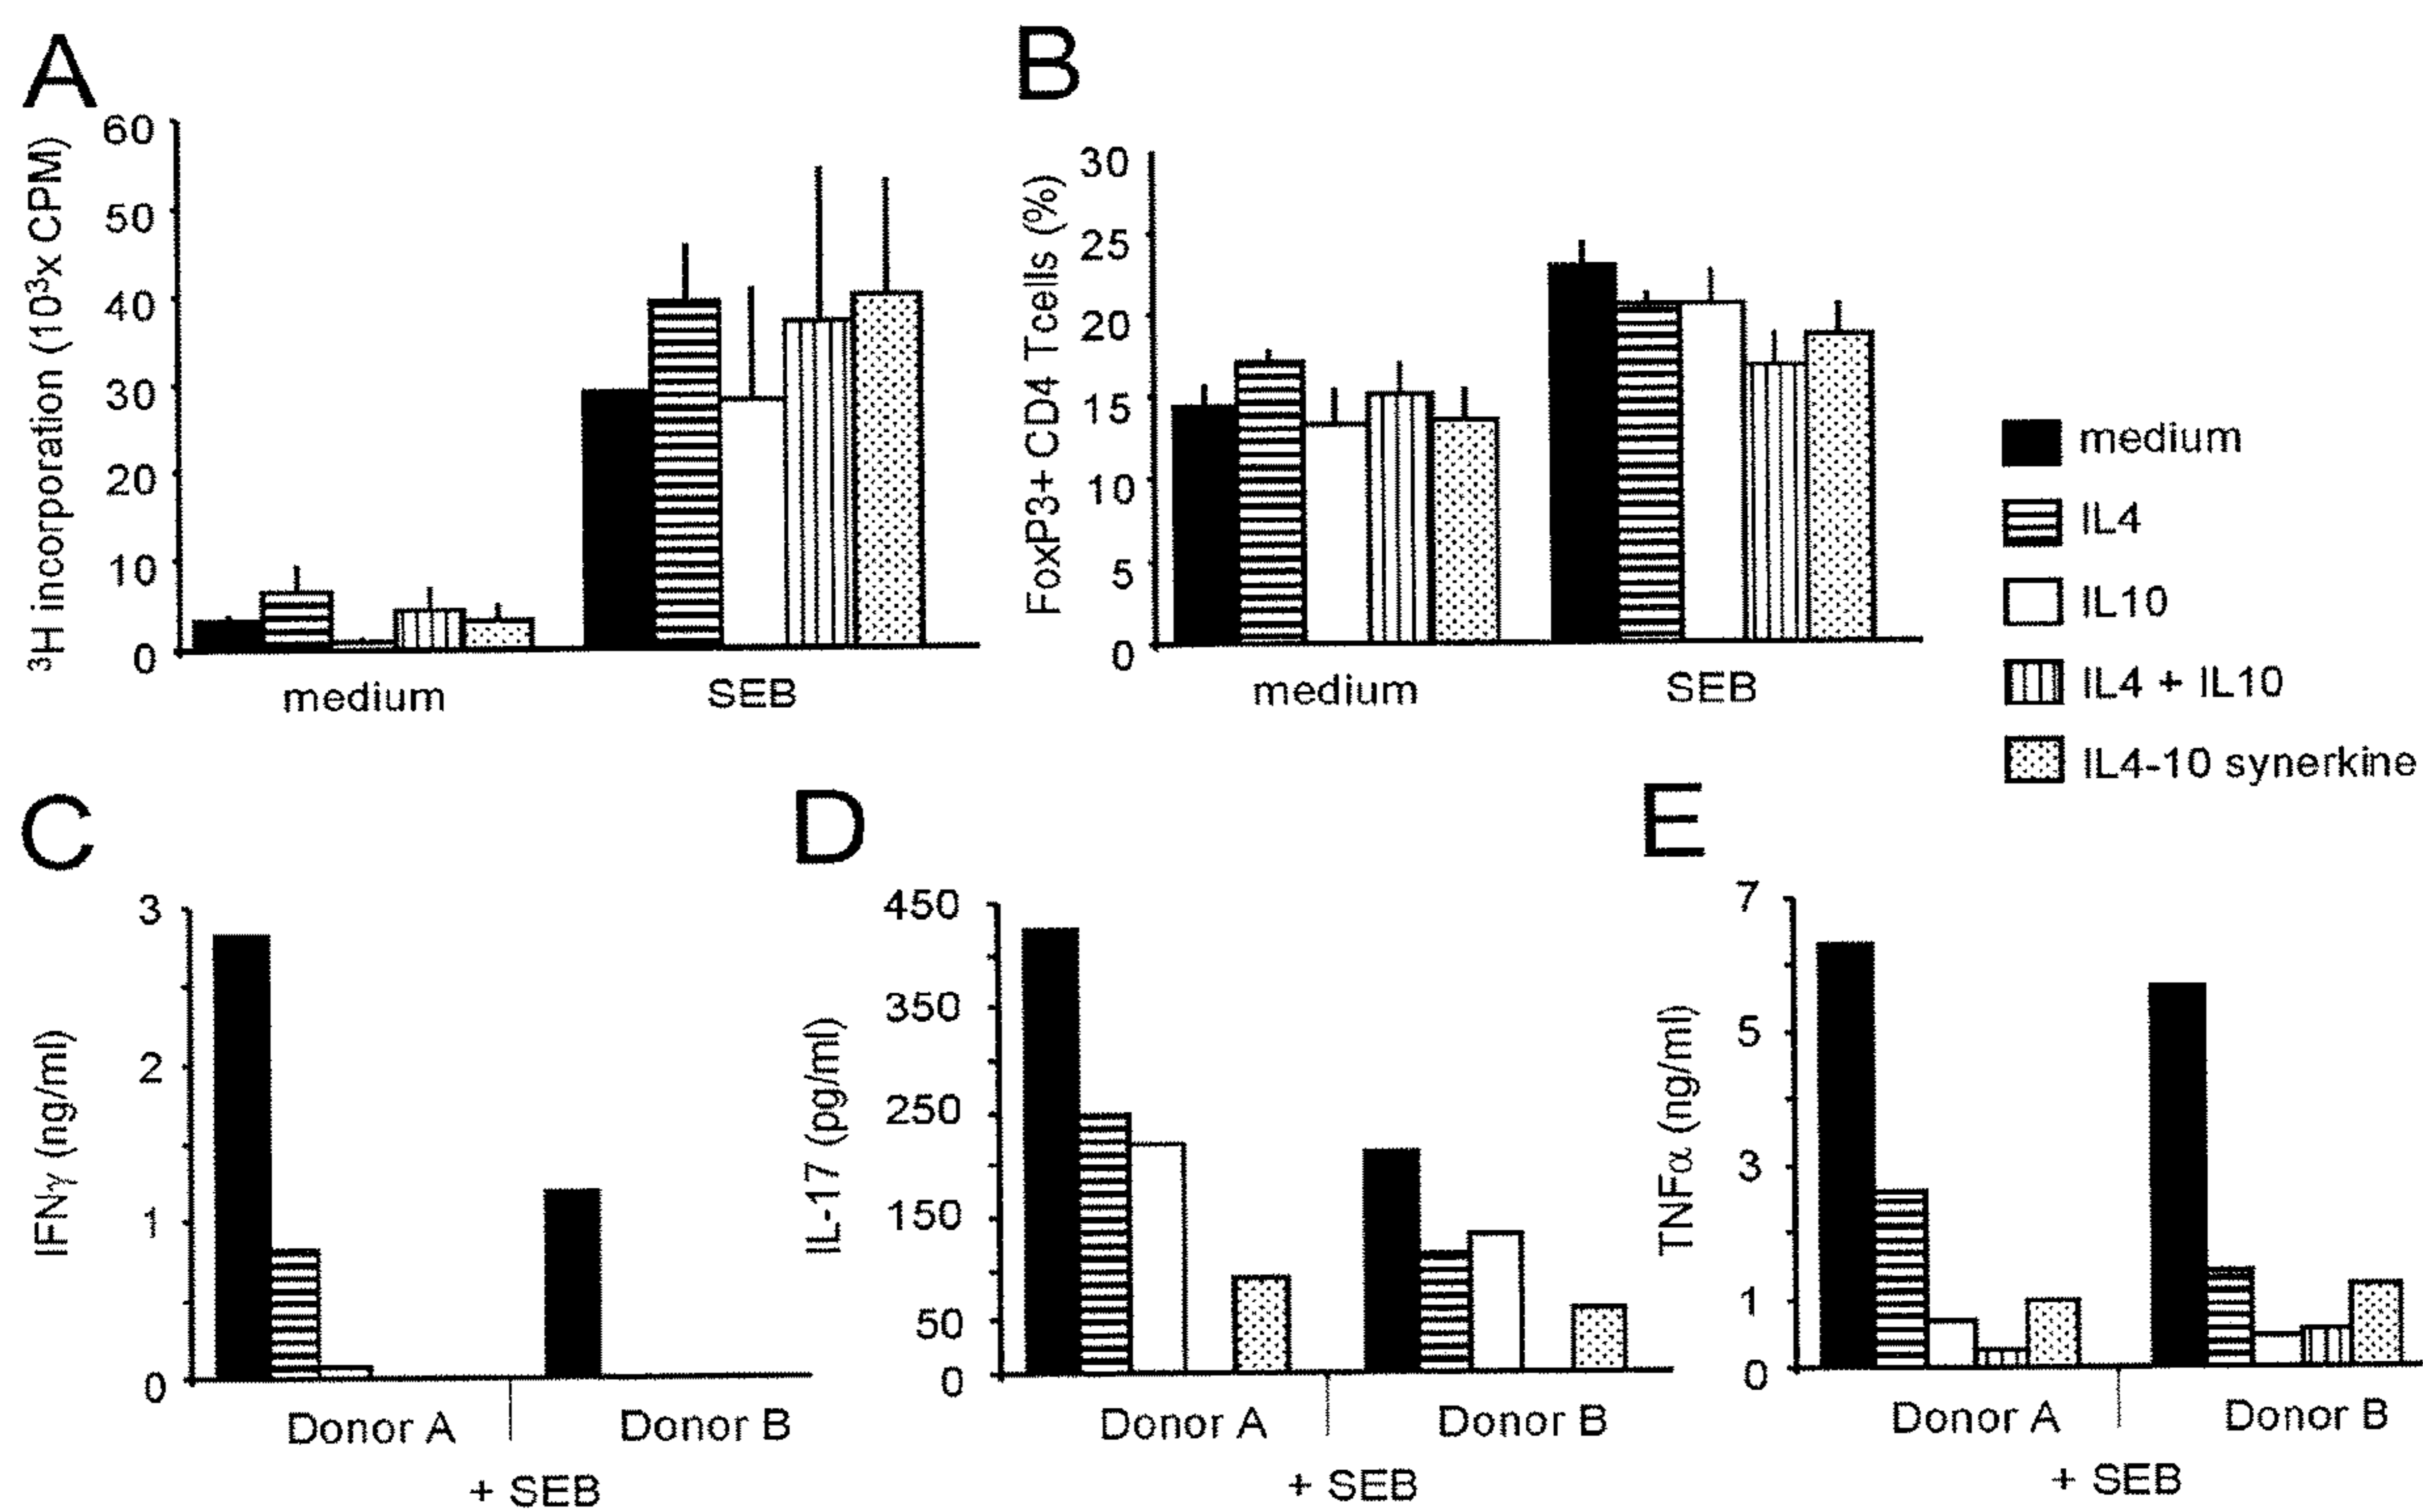 A
60
50
40
30
20
10
0
³H incorporation (10³x CPM)
medium
SEB
B
30
25
20
15
10
5
0
FoxP3+ CD4 Tcells (%)
medium
SEB
medium
IL4
IL10
IL4 + IL10
IL4-10 synerkine
C
3
2
1
0
IFNγ (ng/ml)
Donor A
Donor B
+ SEB
D
450
350
250
150
50
0
IL-17 (pg/ml)
Donor A
Donor B
+ SEB
E
7
5
3
1
0
TNFα (ng/ml)
Donor A
Donor B
+ SEB